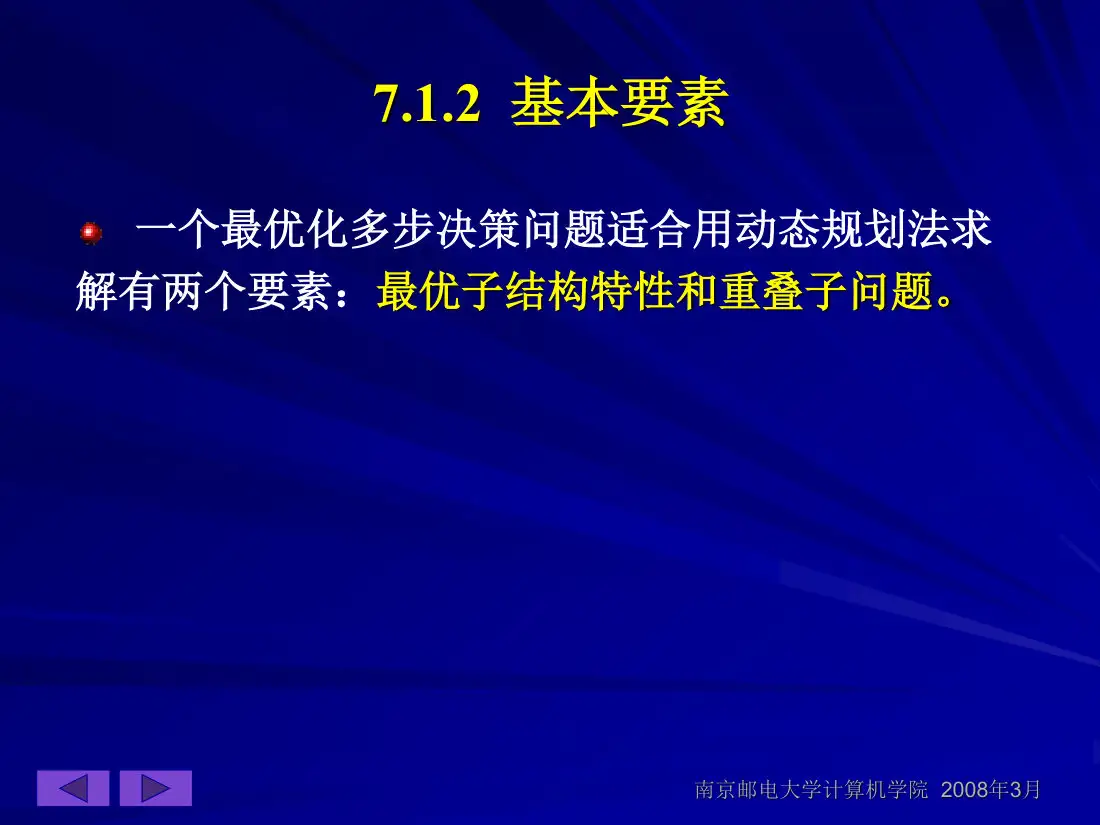 7.1.2 基本要素
一个最优化多步决策问题适合用动态规划法求
解有两个要素：最优子结构特性和重叠子问题。
南京邮电大学计算机学院 2008年3月